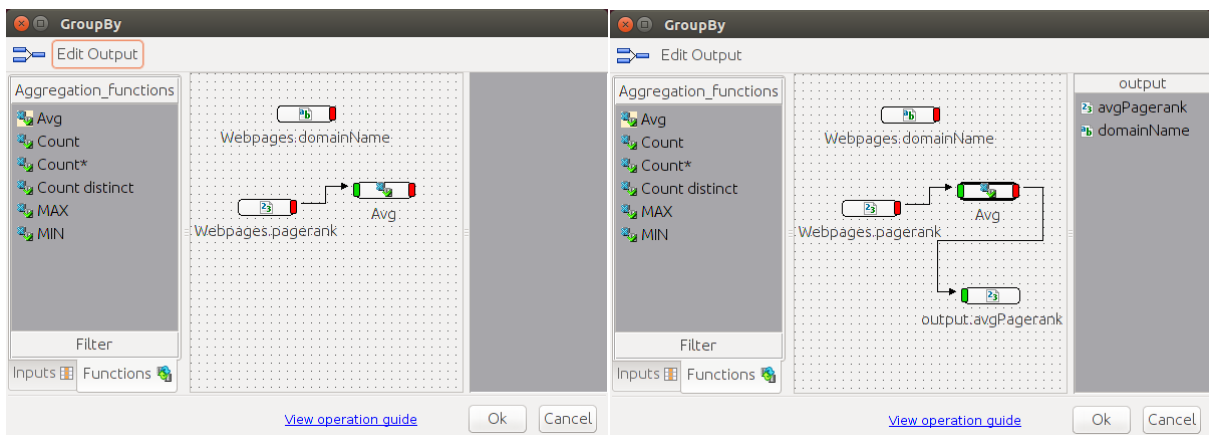 GroupBy
Edit Output
Aggregation_functions
Avg
Count
Count*
Count distinct
MAX
MIN
Filter
Inputs
Functions
Webpages.domainName
Avg
Webpages.pagerank
View operation guide
Ok
Cancel
GroupBy
Edit Output
Aggregation_functions
Avg
Count
Count*
Count distinct
MAX
MIN
Filter
Inputs
Functions
Webpages.domainName
Avg
Webpages.pagerank
output.avgPagerank
output
avgPagerank
domainName
View operation guide
Ok
Cancel